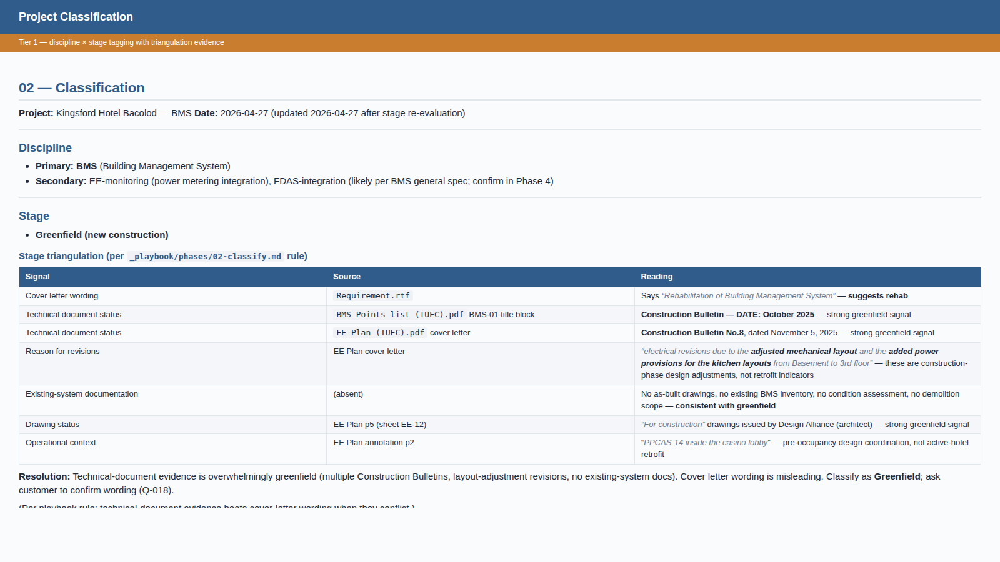 Project Classification
Tier 1 — discipline × stage tagging with triangulation evidence
02 — Classification
Project: Kingsford Hotel Bacolod — BMS Date: 2026-04-27 (updated 2026-04-27 after stage re-evaluation)
Discipline
• Primary: BMS (Building Management System)
• Secondary: EE-monitoring (power metering integration), FDAS-integration (likely per BMS general spec; confirm in Phase 4)
Stage
• Greenfield (new construction)
Stage triangulation (per _playbook/phases/02-classify.md rule)
Signal Source Reading
Cover letter wording Requirement.rtf Says “Rehabilitation of Building Management System” — suggests rehab
Technical document status BMS Points list (TUEC).pdf BMS-01 title block Construction Bulletin — DATE: October 2025 — strong greenfield signal
Technical document status EE Plan (TUEC).pdf cover letter Construction Bulletin No.8, dated November 5, 2025 — strong greenfield signal
Reason for revisions EE Plan cover letter “electrical revisions due to the adjusted mechanical layout and the added power
provisions for the kitchen layouts from Basement to 3rd floor” — these are construction-
phase design adjustments, not retrofit indicators
Existing-system documentation (absent) No as-built drawings, no existing BMS inventory, no condition assessment, no demolition
scope — consistent with greenfield
Drawing status EE Plan p5 (sheet EE-12) “For construction” drawings issued by Design Alliance (architect) — strong greenfield signal
Operational context EE Plan annotation p2 “PPCAS-14 inside the casino lobby” — pre-occupancy design coordination, not active-hotel
retrofit
Resolution: Technical-document evidence is overwhelmingly greenfield (multiple Construction Bulletins, layout-adjustment revisions, no existing-system docs). Cover letter wording is misleading. Classify as Greenfield; ask
customer to confirm wording (Q-018).
(Per playbook rule: technical-document evidence beats cover-letter wording when they conflict.)